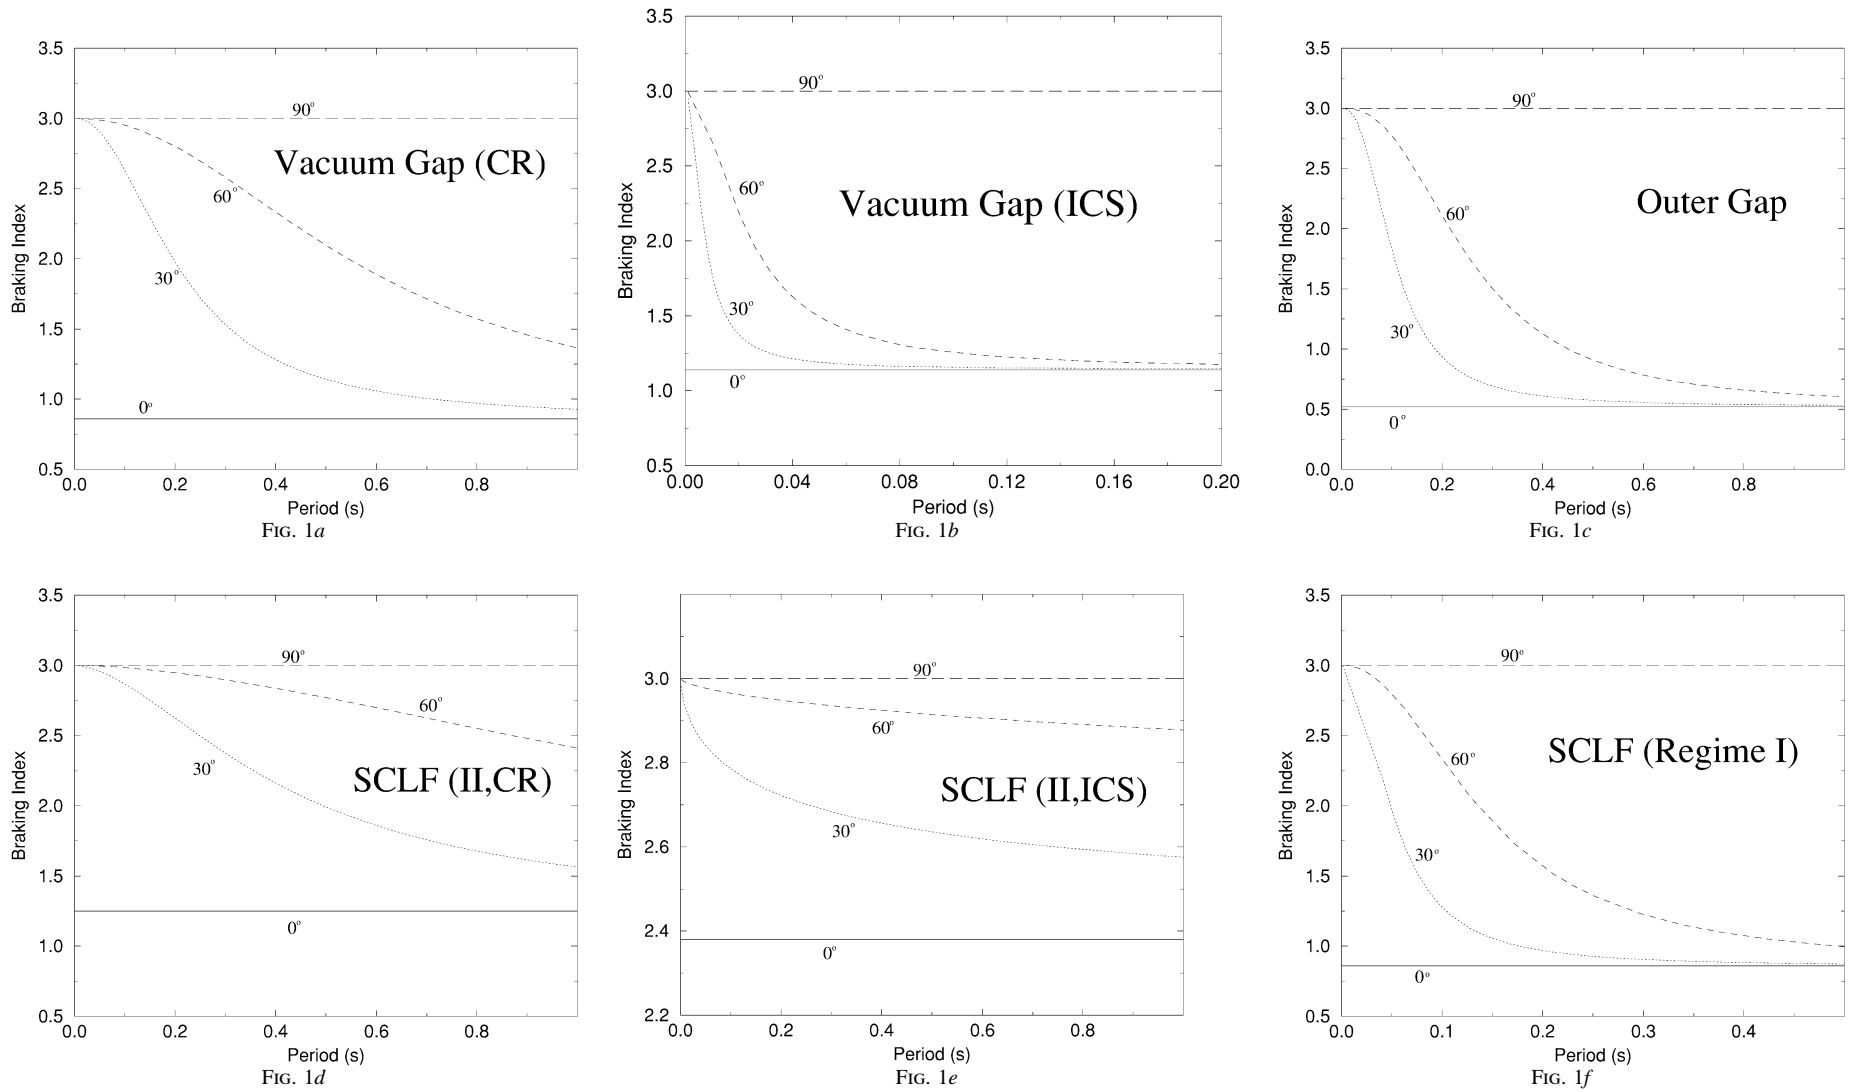 3.5
3.0
2.5
2.0
1.5
1.0
0.5
Braking Index
90°
Vacuum Gap (CR)
60°
30°
0°
0.0 0.2 0.4 0.6 0.8
Period (s)
FIG. 1a
3.5
3.0
2.5
2.0
1.5
1.0
0.5
Braking Index
90°
60°
Vacuum Gap (ICS)
30°
0°
0.00 0.04 0.08 0.12 0.16 0.20
Period (s)
FIG. 1b
3.5
3.0
2.5
2.0
1.5
1.0
0.5
0.0
Braking Index
90°
Outer Gap
60°
30°
0°
0.0 0.2 0.4 0.6 0.8
Period (s)
FIG. 1c
3.5
3.0
2.5
2.0
1.5
1.0
0.5
Braking Index
90°
60°
30°
SCLF (II,CR)
0°
0.0 0.2 0.4 0.6 0.8
Period (s)
FIG. 1d
3.0
2.8
2.6
2.4
2.2
Braking Index
90°
60°
SCLF (II,ICS)
30°
0°
0.0 0.2 0.4 0.6 0.8
Period (s)
FIG. 1e
3.5
3.0
2.5
2.0
1.5
1.0
0.5
Braking Index
90°
SCLF (Regime I)
60°
30°
0°
0.0 0.1 0.2 0.3 0.4
Period (s)
FIG. 1f